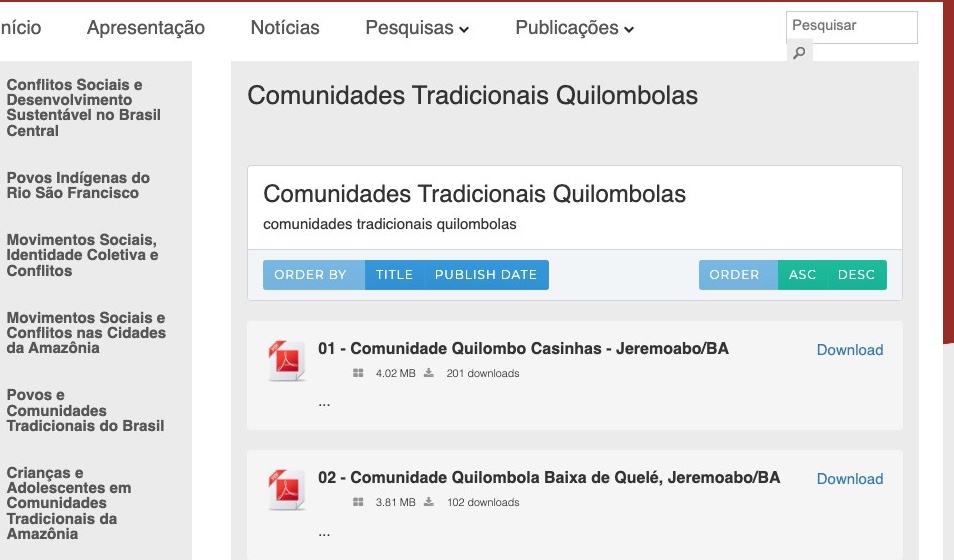 nício
Apresentação
Notícias
Pesquisas
Publicações
Pesquisar
Conflitos Sociais e
Desenvolvimento
Sustentável no Brasil
Central
Povos Indígenas do
Rio São Francisco
Movimentos Sociais,
Identidade Coletiva e
Conflitos
Movimentos Sociais e
Conflitos nas Cidades
da Amazônia
Povos e
Comunidades
Tradicionais do Brasil
Crianças e
Adolescentes em
Comunidades
Tradicionais da
Amazônia
Comunidades Tradicionais Quilombolas
Comunidades Tradicionais Quilombolas
comunidades tradicionais quilombolas
ORDER BY TITLE PUBLISH DATE
ORDER ASC DESC
01 - Comunidade Quilombo Casinhas - Jeremoabo/BA
Download
4.02 MB 201 downloads
...
02 - Comunidade Quilombola Baixa de Quelé, Jeremoabo/BA
Download
3.81 MB 102 downloads
...